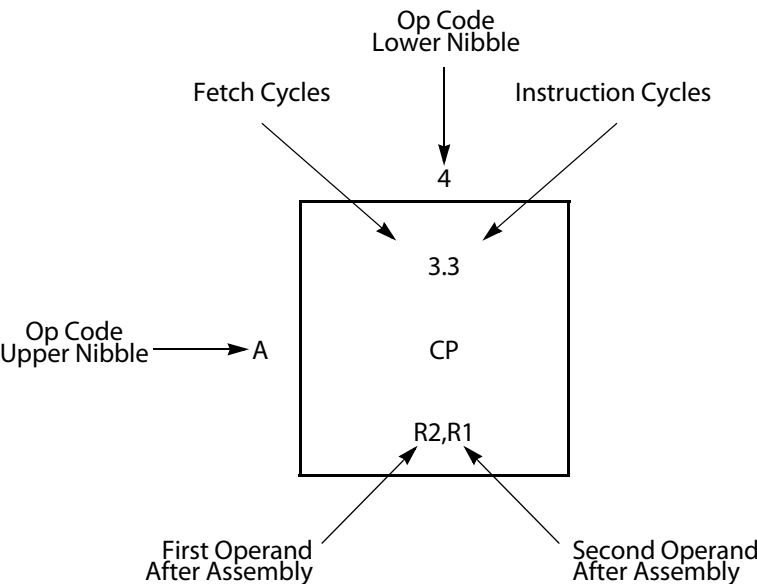 Op Code
Lower Nibble
Fetch Cycles
Instruction Cycles
4
3.3
Op Code
Upper Nibble
A
CP
R2,R1
First Operand
After Assembly
Second Operand
After Assembly